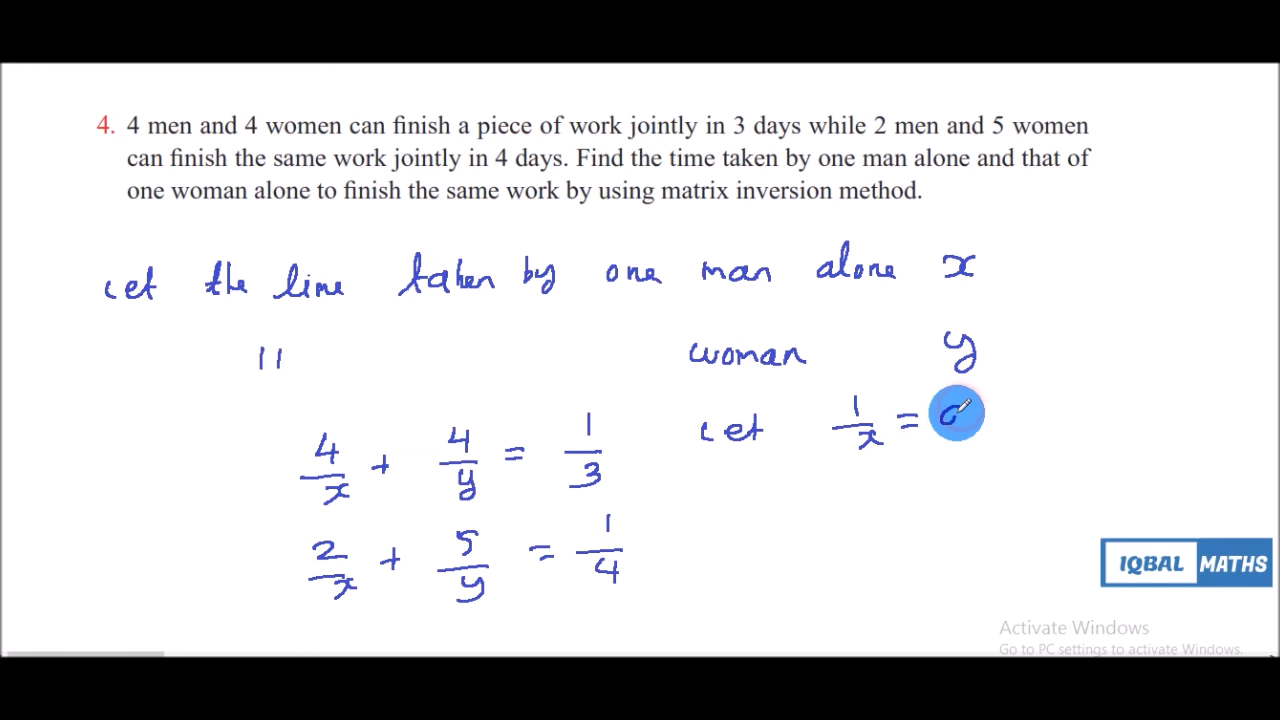 4. 4 men and 4 women can finish a piece of work jointly in 3 days while 2 men and 5 women
can finish the same work jointly in 4 days. Find the time taken by one man alone and that of
one woman alone to finish the same work by using matrix inversion method.
Let the time taken by one man alone x
11 woman y
Let 1/x =
4/x + 4/y = 1/3
2/x + 5/y = 1/4
IQBAL MATHS
Activate Windows
Go to PC settings to activate Windows.